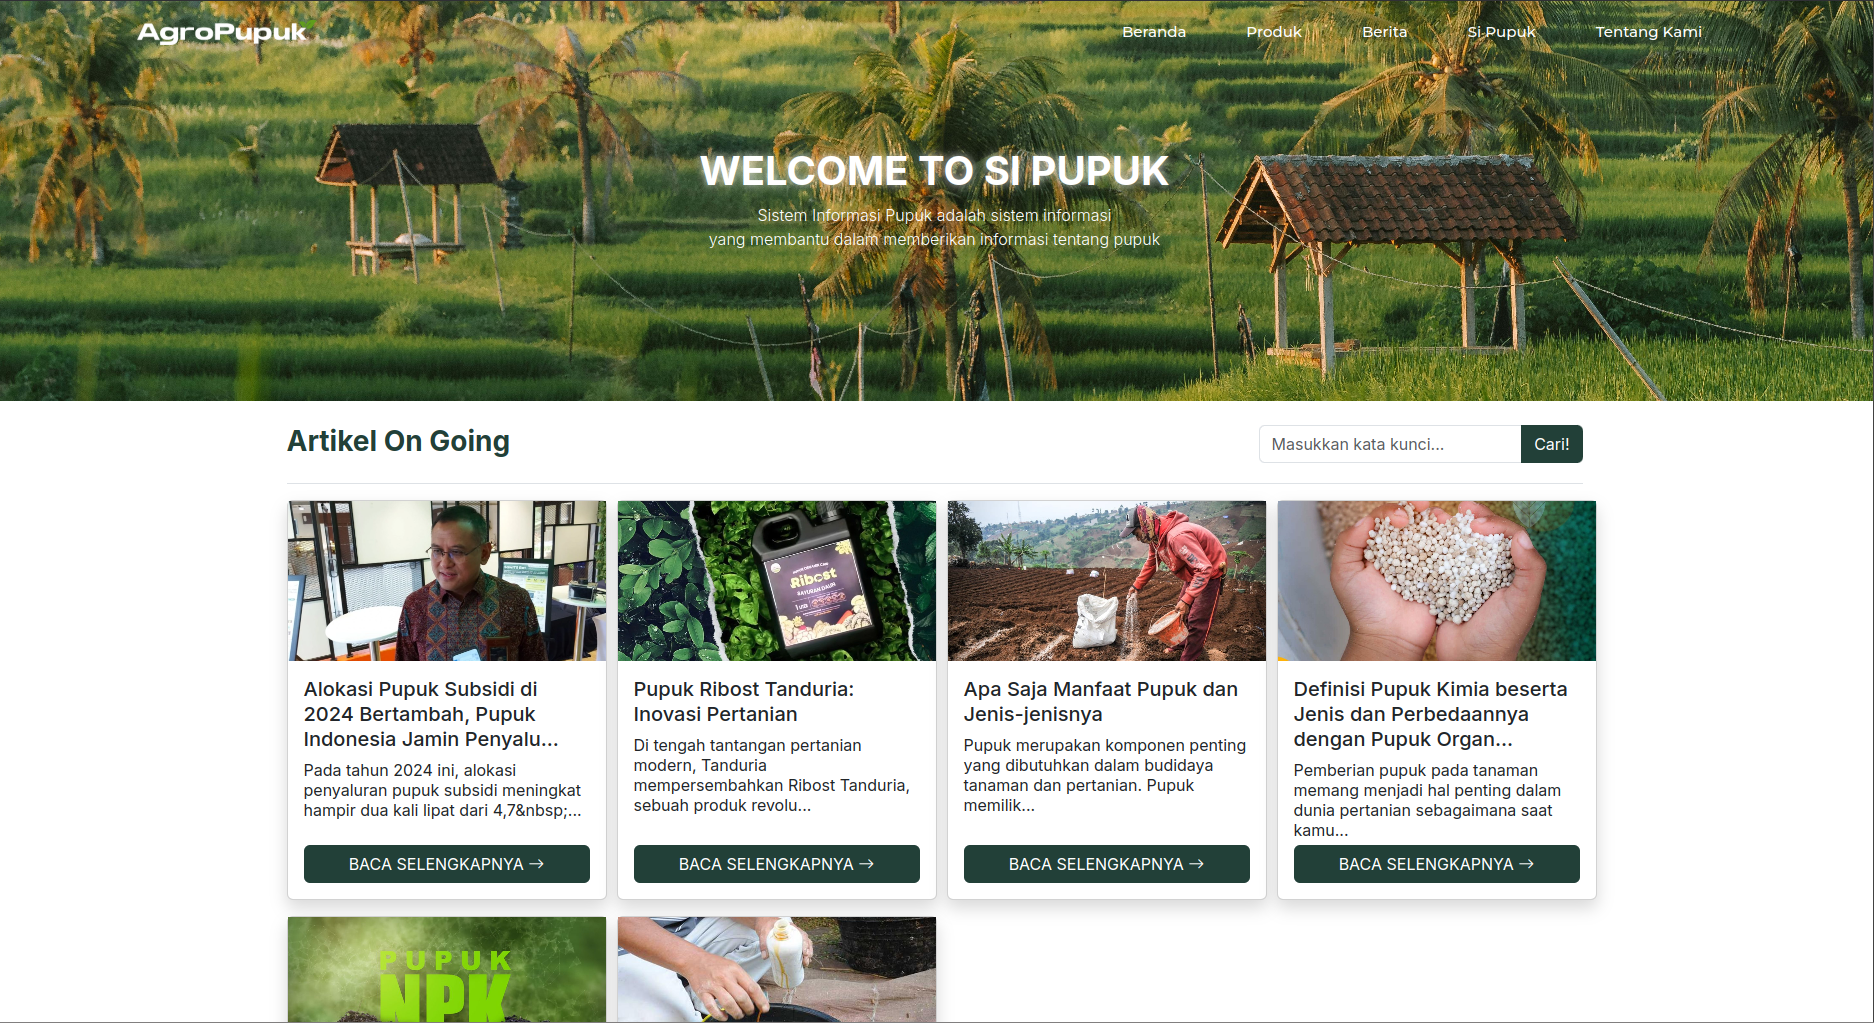 AgroPupuk
Beranda Produk Berita Si Pupuk Tentang Kami
WELCOME TO SI PUPUK
Sistem Informasi Pupuk adalah sistem informasi
yang membantu dalam memberikan informasi tentang pupuk
Artikel On Going
Masukkan kata kunci...
Cari!
Ribost
SAYURAN DAUN
Alokasi Pupuk Subsidi di
2024 Bertambah, Pupuk
Indonesia Jamin Penyalu...
Pada tahun 2024 ini, alokasi
penyaluran pupuk subsidi meningkat
hampir dua kali lipat dari 4,7&nbsp;...
BACA SELENGKAPNYA →
Pupuk Ribost Tanduria:
Inovasi Pertanian
Di tengah tantangan pertanian
modern, Tanduria
mempersembahkan Ribost Tanduria,
sebuah produk revolu...
BACA SELENGKAPNYA →
Apa Saja Manfaat Pupuk dan
Jenis-jenisnya
Pupuk merupakan komponen penting
yang dibutuhkan dalam budidaya
tanaman dan pertanian. Pupuk
memilik...
BACA SELENGKAPNYA →
Definisi Pupuk Kimia beserta
Jenis dan Perbedaannya
dengan Pupuk Organ...
Pemberian pupuk pada tanaman
memang menjadi hal penting dalam
dunia pertanian sebagaimana saat
kamu...
BACA SELENGKAPNYA →
PUPUK
NPK